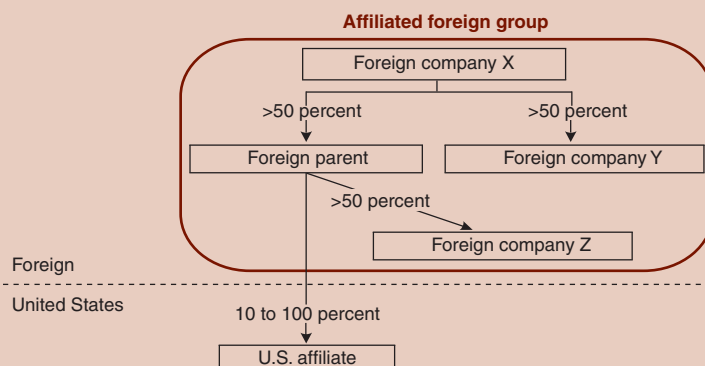 Affiliated foreign group
Foreign company X
>50 percent
>50 percent
Foreign parent
Foreign company Y
>50 percent
Foreign company Z
Foreign
United States
10 to 100 percent
U.S. affiliate